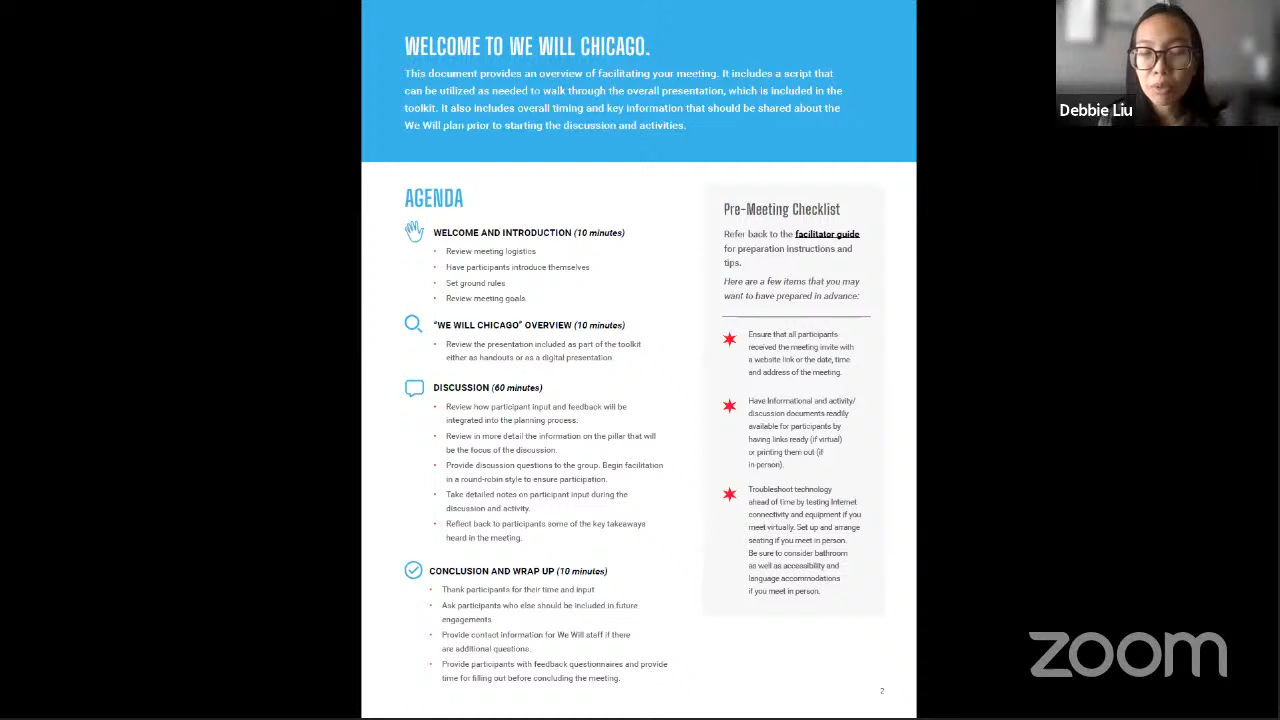 WELCOME TO WE WILL CHICAGO.
This document provides an overview of facilitating your meeting. It includes a script that
can be utilized as needed to walk through the overall presentation, which is included in the
toolkit. It also includes overall timing and key information that should be shared about the
We Will plan prior to starting the discussion and activities.
AGENDA
WELCOME AND INTRODUCTION (10 minutes)
• Review meeting logistics
• Have participants introduce themselves
• Set ground rules
• Review meeting goals
"WE WILL CHICAGO" OVERVIEW (10 minutes)
• Review the presentation included as part of the toolkit
either as handouts or as a digital presentation
DISCUSSION (60 minutes)
• Review how participant input and feedback will be
integrated into the planning process.
• Review in more detail the information on the pillar that will
be the focus of the discussion.
• Provide discussion questions to the group. Begin facilitation
in a round-robin style to ensure participation.
• Take detailed notes on participant input during the
discussion and activity.
• Reflect back to participants some of the key takeaways
heard in the meeting.
CONCLUSION AND WRAP UP (10 minutes)
• Thank participants for their time and input
• Ask participants who else should be included in future
engagements
• Provide contact information for We Will staff if there
are additional questions.
• Provide participants with feedback questionnaires and provide
time for filling out before concluding the meeting.
Pre-Meeting Checklist
Refer back to the facilitator guide
for preparation instructions and
tips.
Here are a few items that you may
want to have prepared in advance:
Ensure that all participants
received the meeting invite with
a website link or the date, time
and address of the meeting.
Have Informational and activity/
discussion documents readily
available for participants by
having links ready (if virtual)
or printing them out (if
in-person).
Troubleshoot technology
ahead of time by testing Internet
connectivity and equipment if you
meet virtually. Set up and arrange
seating if you meet in person.
Be sure to consider bathroom
as well as accessibility and
language accommodations
if you meet in person.
2
Debbie Liu
zoom